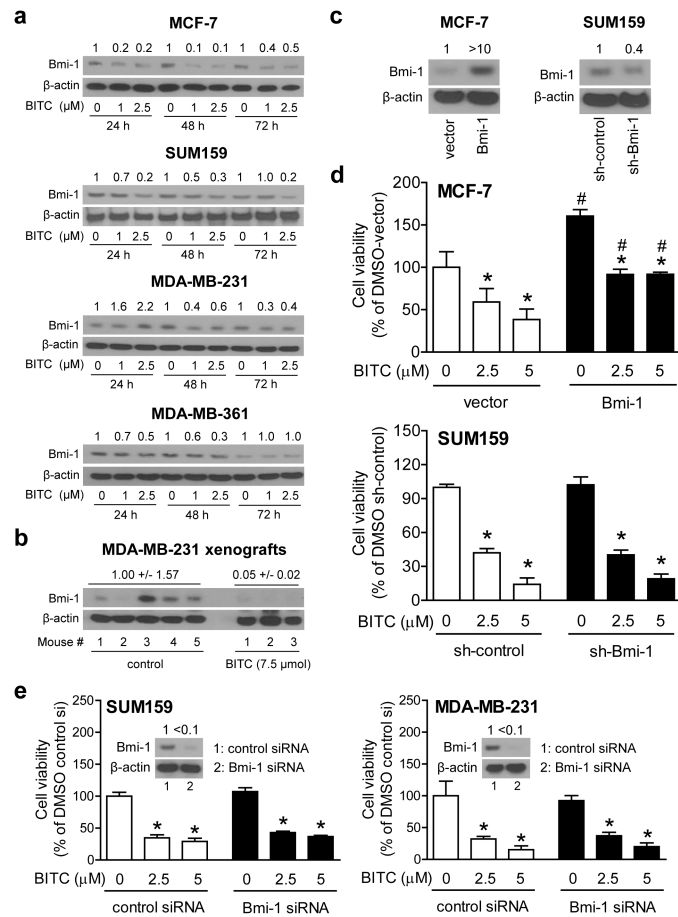 a
MCF-7
1 0.2 0.2 1 0.1 0.1 1 0.4 0.5
Bmi-1
β-actin
BITC (μM) 0 1 2.5 0 1 2.5 0 1 2.5
24 h 48 h 72 h
SUM159
1 0.7 0.2 1 0.5 0.3 1 1.0 0.2
Bmi-1
β-actin
BITC (μM) 0 1 2.5 0 1 2.5 0 1 2.5
24 h 48 h 72 h
MDA-MB-231
1 1.6 2.2 1 0.4 0.6 1 0.3 0.4
Bmi-1
β-actin
BITC (μM) 0 1 2.5 0 1 2.5 0 1 2.5
24 h 48 h 72 h
MDA-MB-361
1 0.7 0.5 1 0.6 0.3 1 1.0 1.0
Bmi-1
β-actin
BITC (μM) 0 1 2.5 0 1 2.5 0 1 2.5
24 h 48 h 72 h
b
MDA-MB-231 xenografts
1.00 +/- 1.57 0.05 +/- 0.02
Bmi-1
β-actin
Mouse # 1 2 3 4 5 1 2 3
control BITC (7.5 μmol)
c
MCF-7 SUM159
1 >10 1 0.4
Bmi-1 Bmi-1
β-actin β-actin
vector Bmi-1 sh-control sh-Bmi-1
d
MCF-7
Cell viability
(% of DMSO-vector)
200
150
100
50
0
* * # # * # *
BITC (μM) 0 2.5 5 0 2.5 5
vector Bmi-1
SUM159
Cell viability
(% of DMSO sh-control)
150
120
90
60
30
0
* * * *
BITC (μM) 0 2.5 5 0 2.5 5
sh-control sh-Bmi-1
e
SUM159
Cell viability
(% of DMSO control si)
250
200
150
100
50
0
1 <0.1
Bmi-1 1: control siRNA
β-actin 2: Bmi-1 siRNA
1 2
* * * *
BITC (μM) 0 2.5 5 0 2.5 5
control siRNA Bmi-1 siRNA
MDA-MB-231
Cell viability
(% of DMSO control si)
250
200
150
100
50
0
1 <0.1
Bmi-1 1: control siRNA
β-actin 2: Bmi-1 siRNA
1 2
* * * *
BITC (μM) 0 2.5 5 0 2.5 5
control siRNA Bmi-1 siRNA